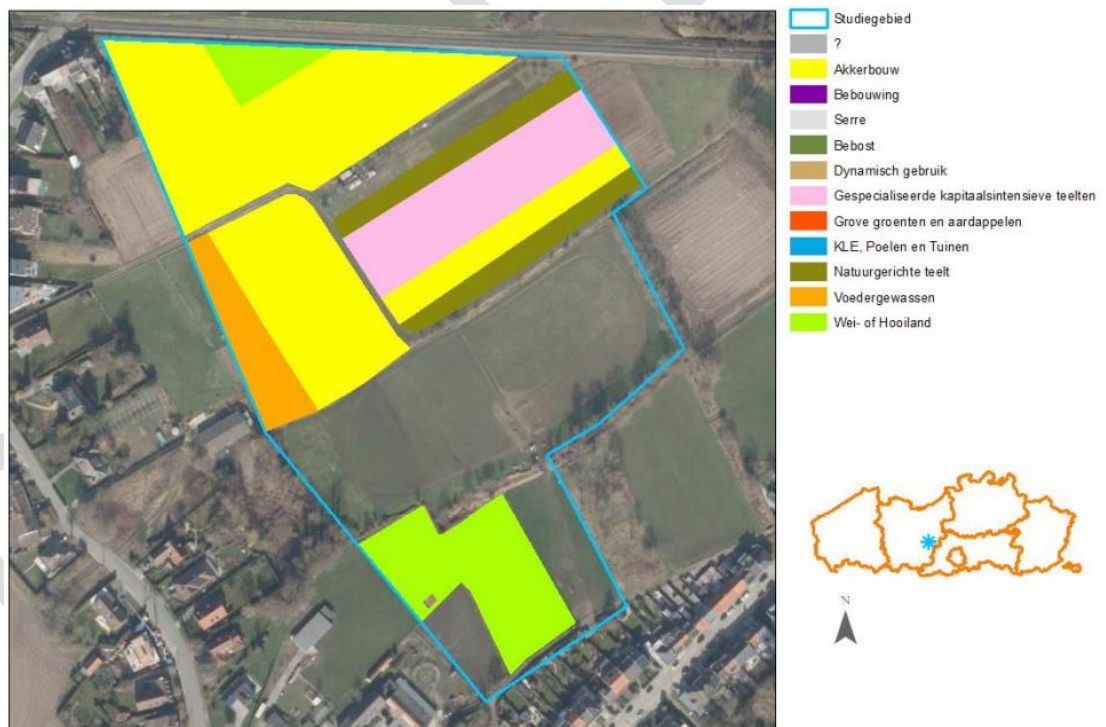 Studiegebied
?
Akkerbouw
Bebouwing
Serre
Bebost
Dynamisch gebruik
Gespecialiseerde kapitaalsintensieve teelten
Grove groenten en aardappelen
KLE, Poelen en Tuinen
Natuurgerichte teelt
Voedergewassen
Wei- of Hooiland
N